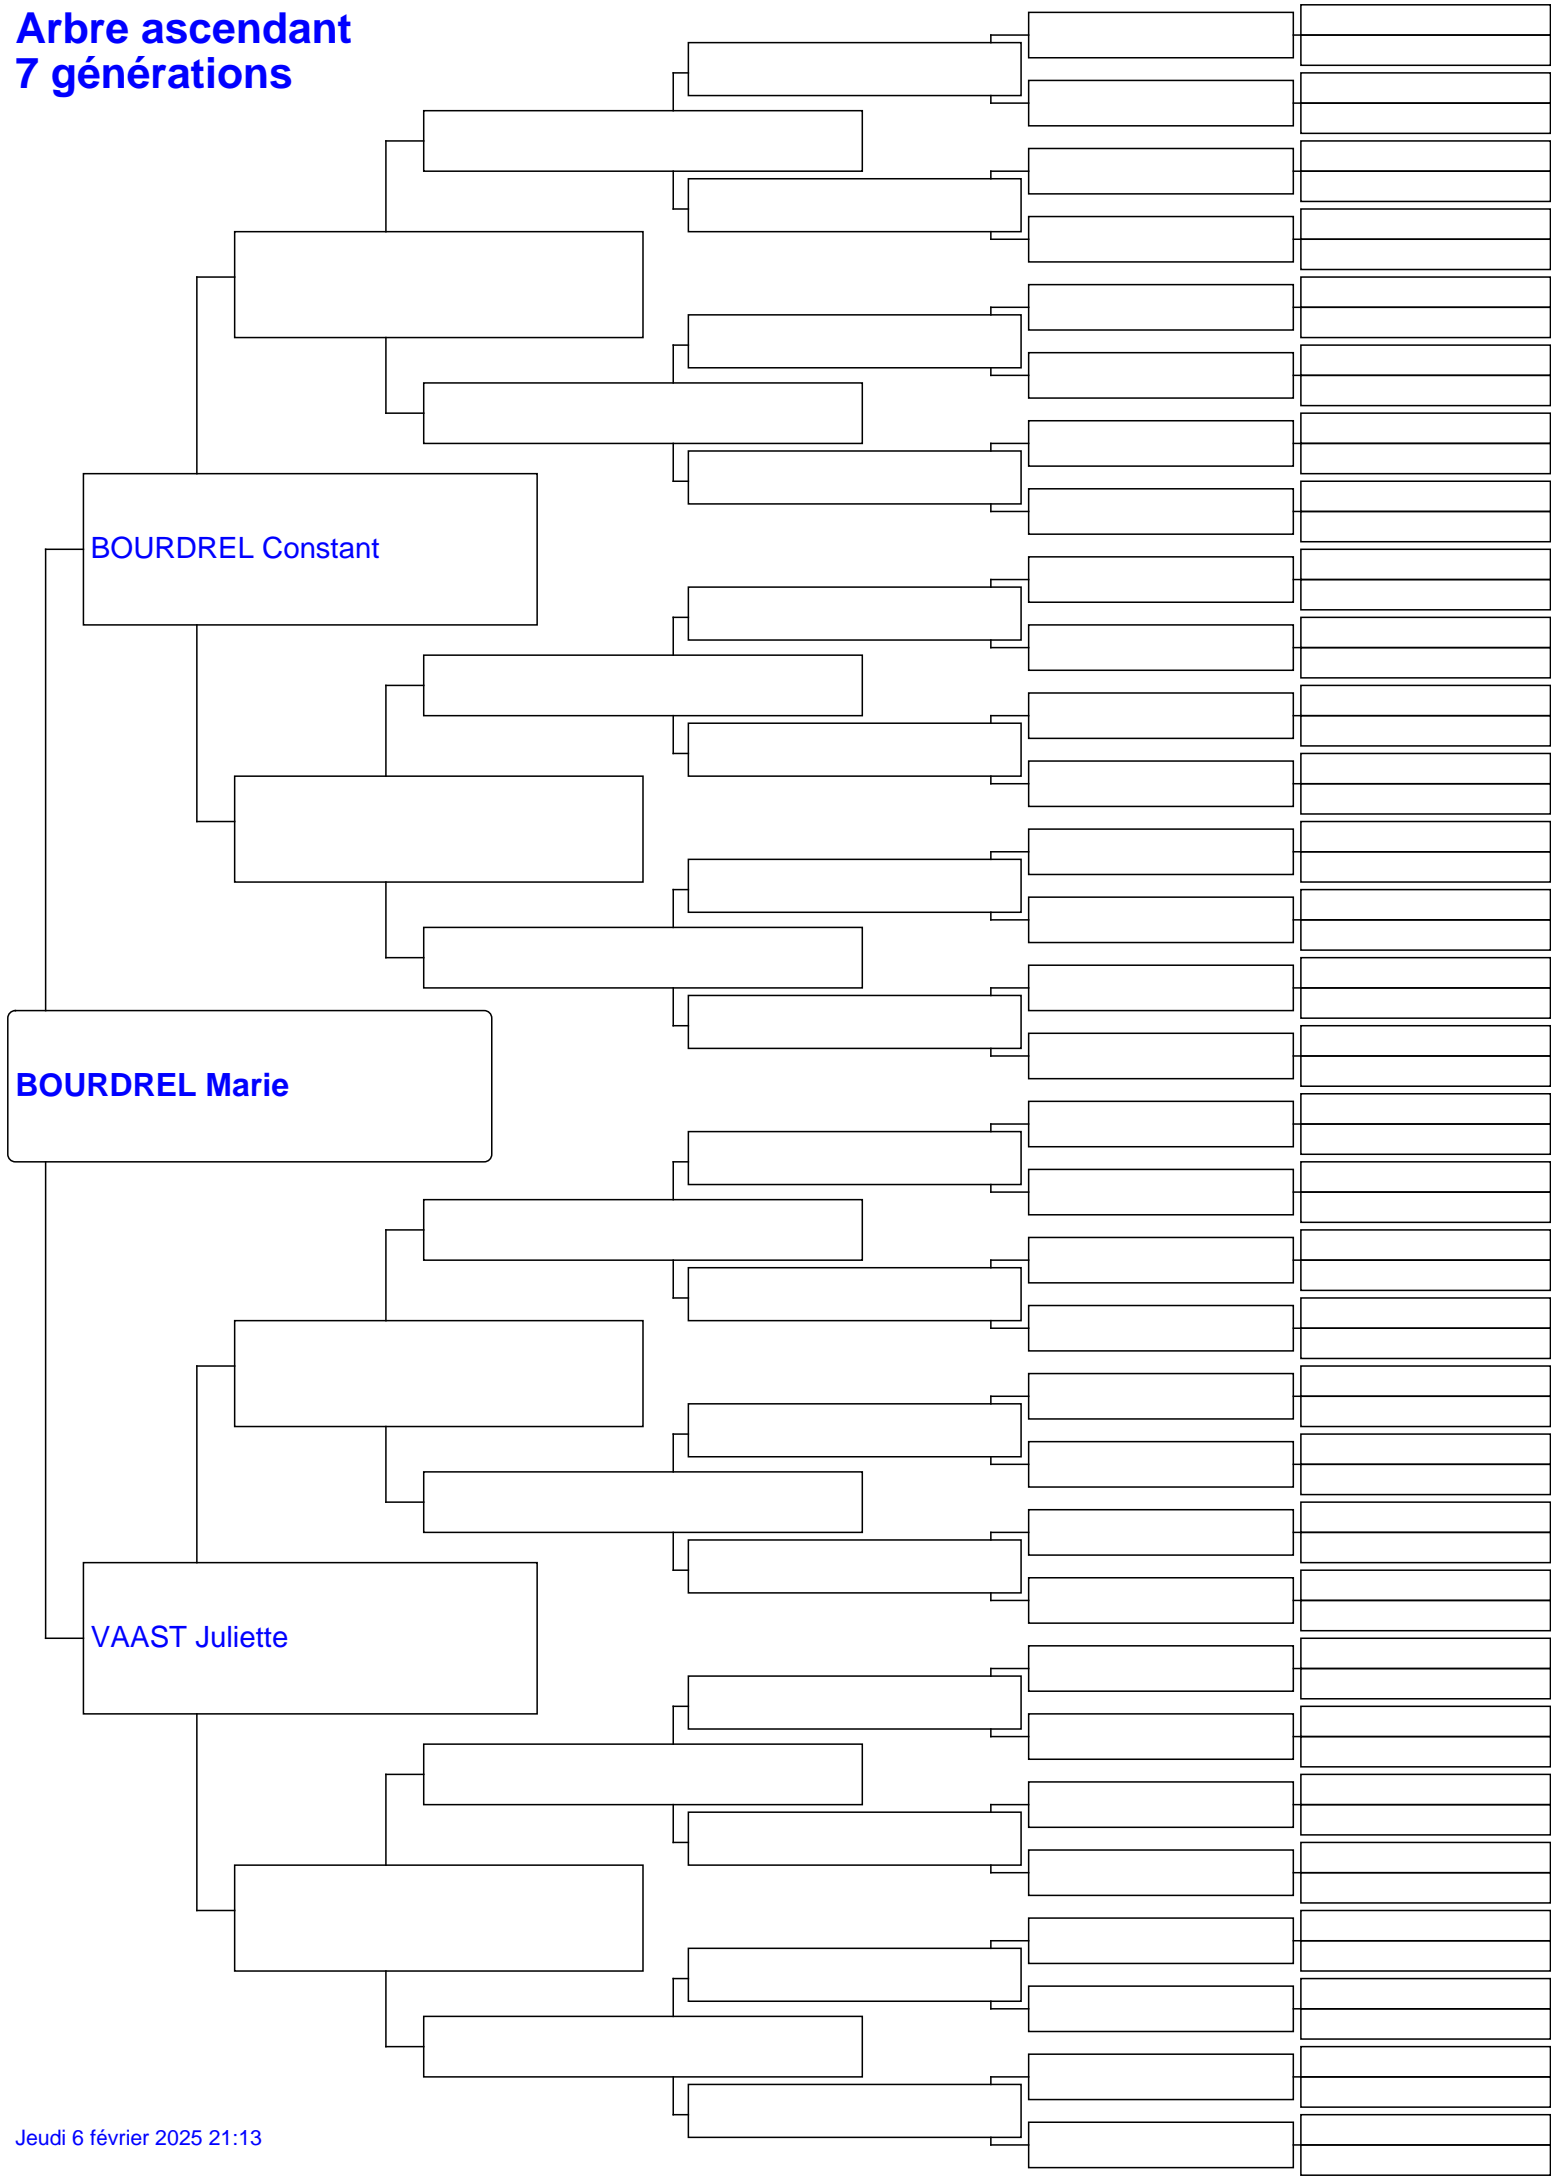 Arbre ascendant
7 générations
BOURDREL Constant
BOURDREL Marie
VAAST Juliette
Jeudi 6 février 2025 21:13